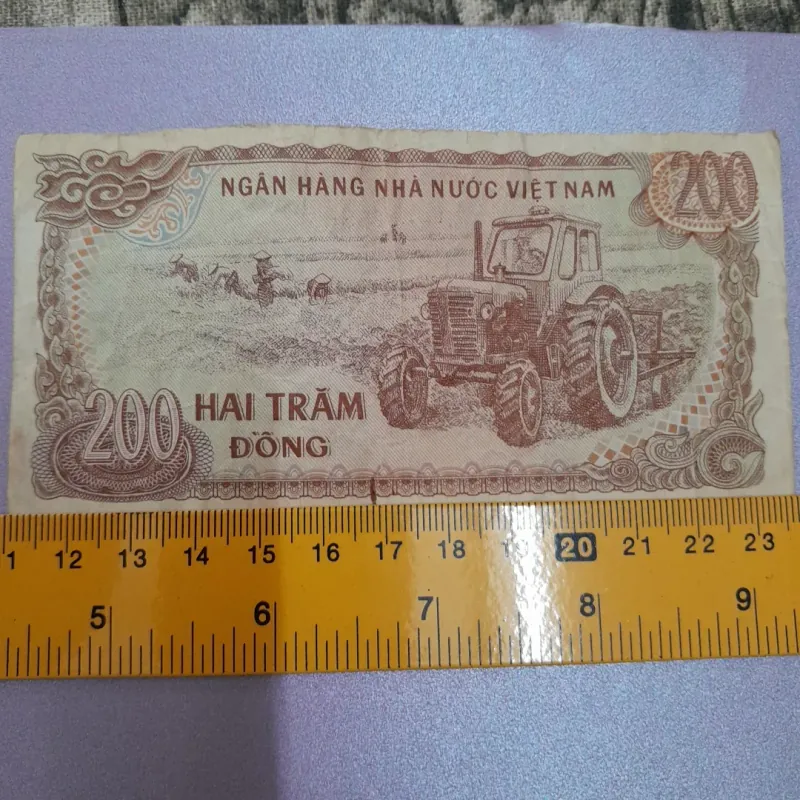 NGÂN HÀNG NHÀ NƯỚC VIỆT NAM
200
200
HAI TRĂM
ĐỒNG
1 12 13 14 15 16 17 18 19 20 21 22 23
5 6 7 8 9